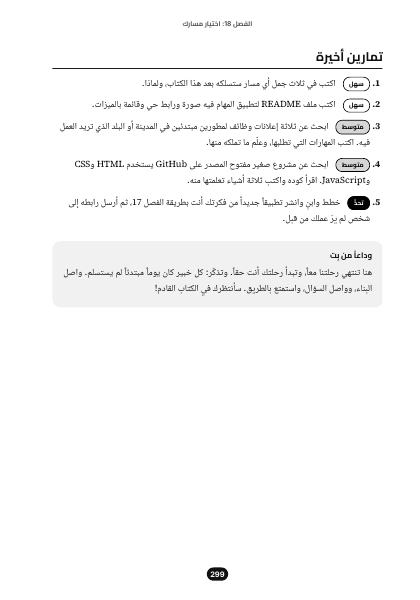 الفصل 18: اختيار مسارك
تمارين أخيرة
1. سهل اكتب في ثلاث جمل أي مسار ستسلكه بعد هذا الكتاب، ولماذا.
2. سهل اكتب ملف README لتطبيق المهام فيه صورة ورابط حي وقائمة بالميزات.
3. متوسط ابحث عن ثلاثة إعلانات وظائف لمطورين مبتدئين في المدينة أو البلد الذي تريد العمل
فيه. اكتب المهارات التي تطلبها، وعلّم ما تملكه منها.
4. متوسط ابحث عن مشروع صغير مفتوح المصدر على GitHub يستخدم HTML وCSS
وJavaScript. اقرأ كوده واكتب ثلاثة أشياء تعلمتها منه.
5. تحدٍّ خطط وابنِ وانشر تطبيقاً جديداً من فكرتك أنت بطريقة الفصل 17، ثم أرسل رابطه إلى
شخص لم يرَ عملك من قبل.
وداعاً من بِت
هنا تنتهي رحلتنا معاً، وتبدأ رحلتك أنت حقاً. وتذكّر: كل خبير كان يوماً مبتدئاً لم يستسلم. واصل
البناء، وواصل السؤال، واستمتع بالطريق. سأنتظرك في الكتاب القادم!
299